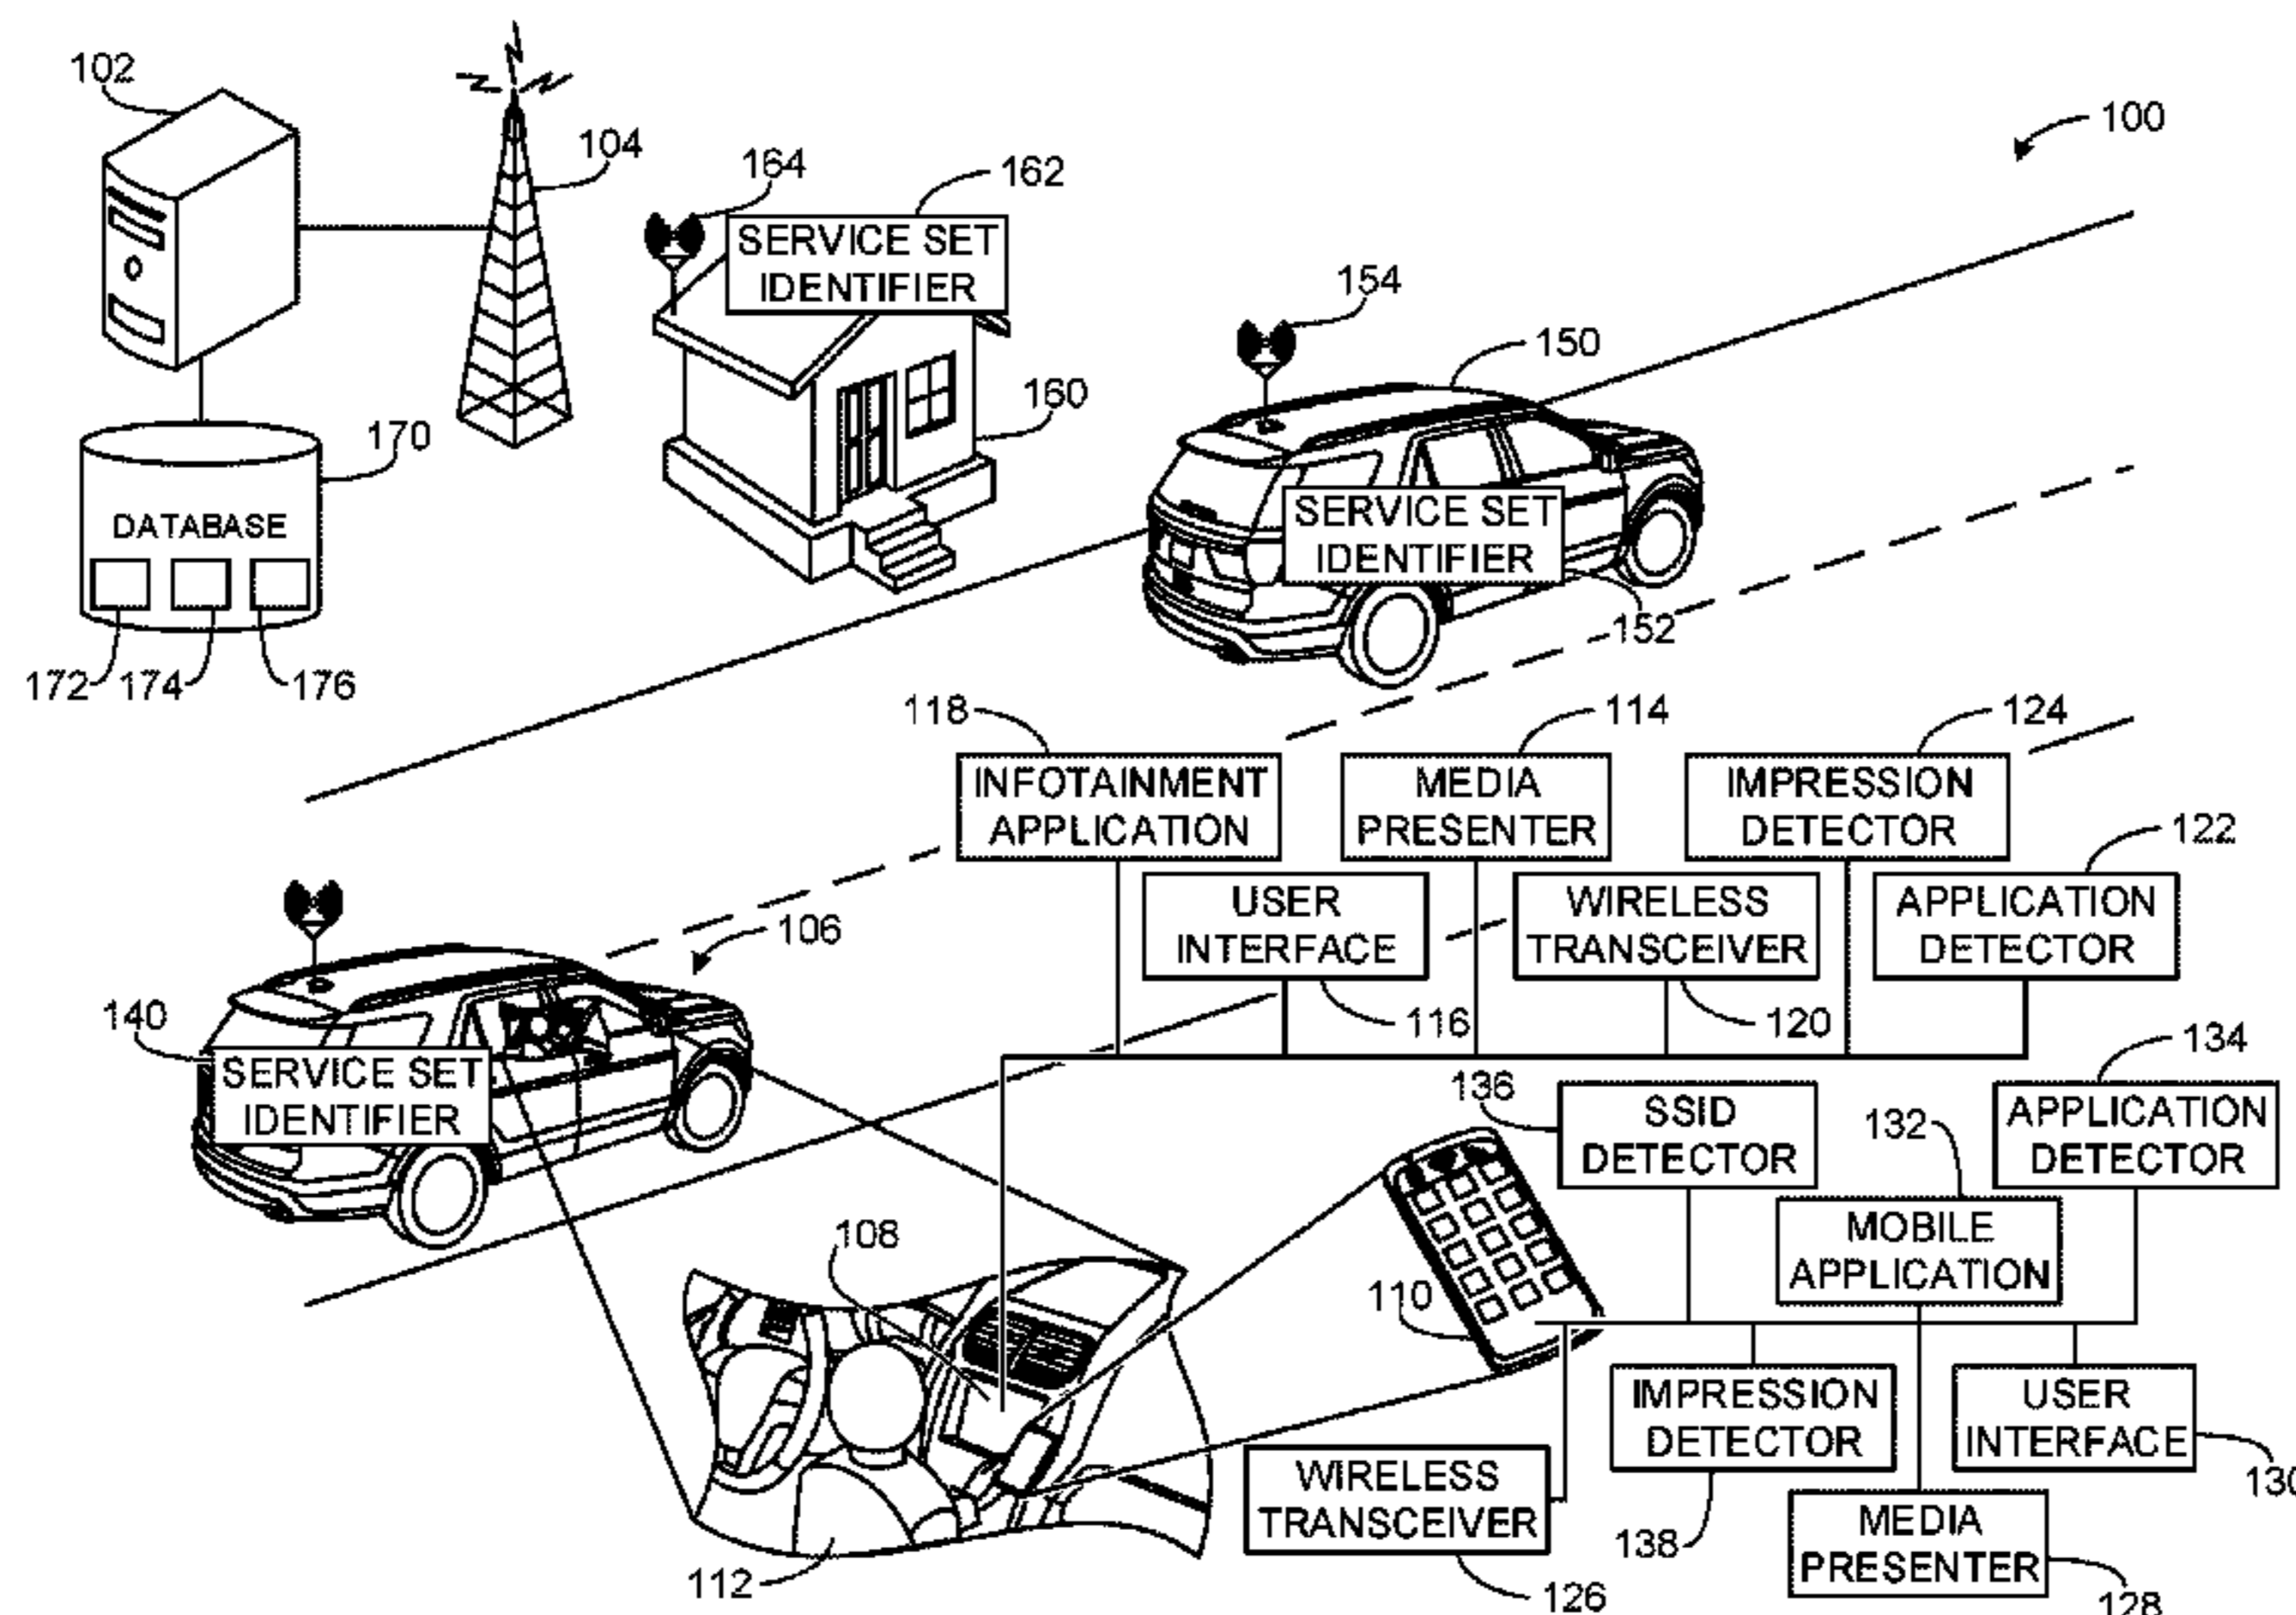 102
104
164
162
100
SERVICE SET
IDENTIFIER
154
150
160
170
DATABASE
SERVICE SET
IDENTIFIER
152
172
174
176
118
114
124
INFOTAINMENT
APPLICATION
MEDIA
PRESENTER
IMPRESSION
DETECTOR
122
USER
INTERFACE
WIRELESS
TRANSCEIVER
APPLICATION
DETECTOR
106
140
116
120
134
SERVICE SET
IDENTIFIER
136
SSID
DETECTOR
132
APPLICATION
DETECTOR
MOBILE
APPLICATION
108
110
IMPRESSION
DETECTOR
USER
INTERFACE
130
WIRELESS
TRANSCEIVER
138
MEDIA
PRESENTER
112
126
128